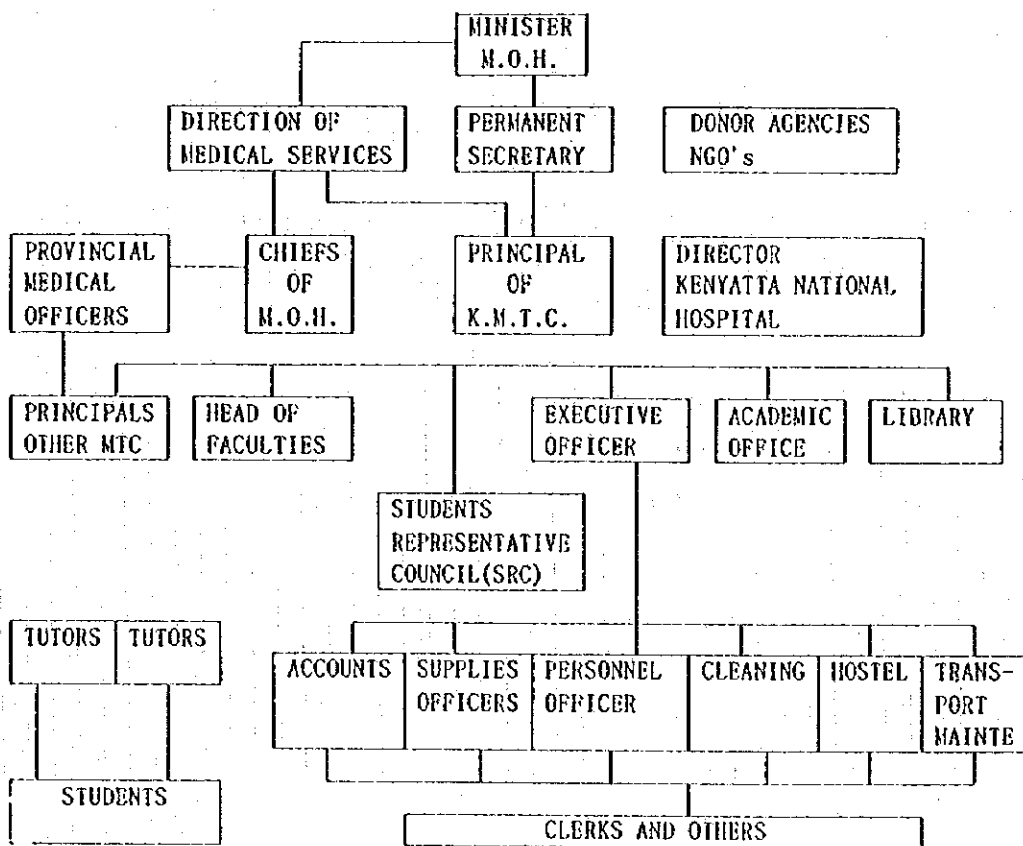 MINISTER
M.O.H.
DIRECTION OF
MEDICAL SERVICES
PERMANENT
SECRETARY
DONOR AGENCIES
NGO's
PROVINCIAL
MEDICAL
OFFICERS
CHIEFS
OF
M.O.H.
PRINCIPAL
OF
K.M.T.C.
DIRECTOR
KENYATTA NATIONAL
HOSPITAL
PRINCIPALS
OTHER MTC
HEAD OF
FACULTIES
EXECUTIVE
OFFICER
ACADEMIC
OFFICE
LIBRARY
STUDENTS
REPRESENTATIVE
COUNCIL(SRC)
TUTORS
TUTORS
ACCOUNTS
SUPPLIES
OFFICERS
PERSONNEL
OFFICER
CLEANING
HOSTEL
TRANS-
PORT
MAINTE
STUDENTS
CLERKS AND OTHERS